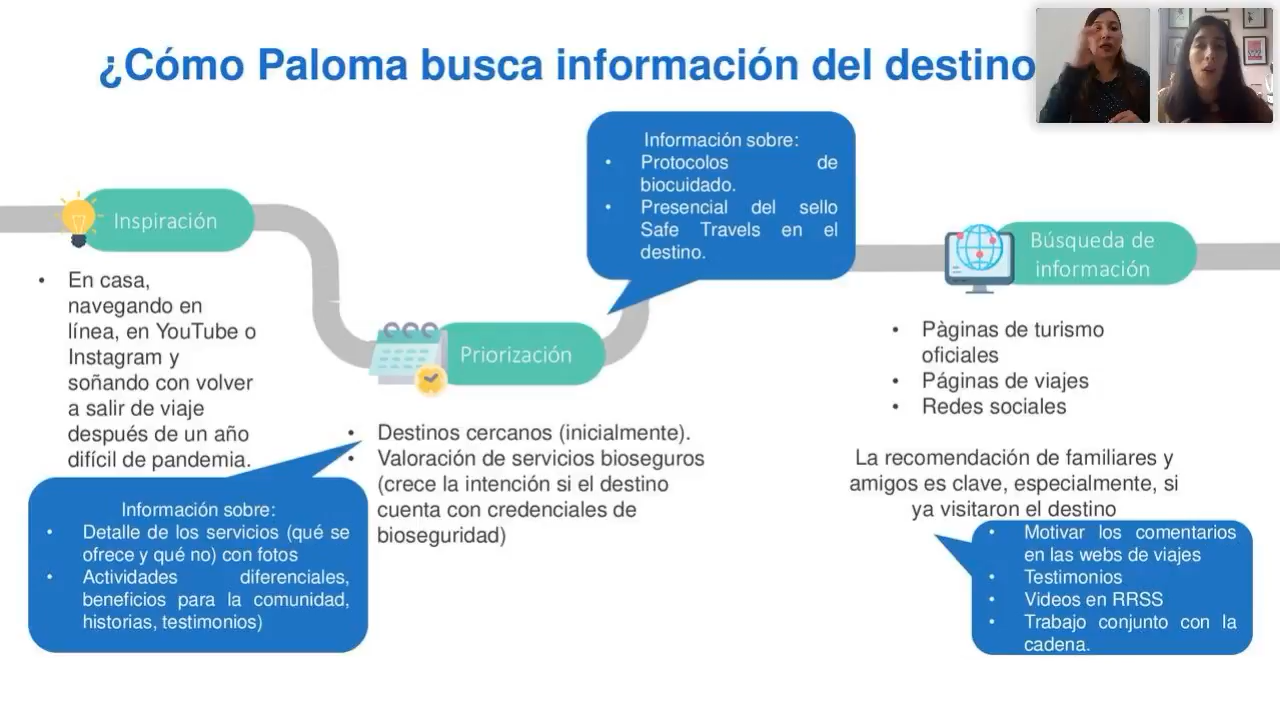 ¿Cómo Paloma busca información del destino
Inspiración
• En casa,
navegando en
línea, en YouTube o
Instagram y
soñando con volver
a salir de viaje
después de un año
difícil de pandemia.
Información sobre:
• Detalle de los servicios (qué se
ofrece y qué no) con fotos
• Actividades diferenciales,
beneficios para la comunidad,
historias, testimonios)
Información sobre:
• Protocolos de
biocuidado.
• Presencial del sello
Safe Travels en el
destino.
Priorización
• Destinos cercanos (inicialmente).
• Valoración de servicios bioseguros
(crece la intención si el destino
cuenta con credenciales de
bioseguridad)
Búsqueda de
información
• Pàginas de turismo
oficiales
• Páginas de viajes
• Redes sociales
La recomendación de familiares y
amigos es clave, especialmente, si
ya visitaron el destino
• Motivar los comentarios
en las webs de viajes
• Testimonios
• Videos en RRSS
• Trabajo conjunto con la
cadena.